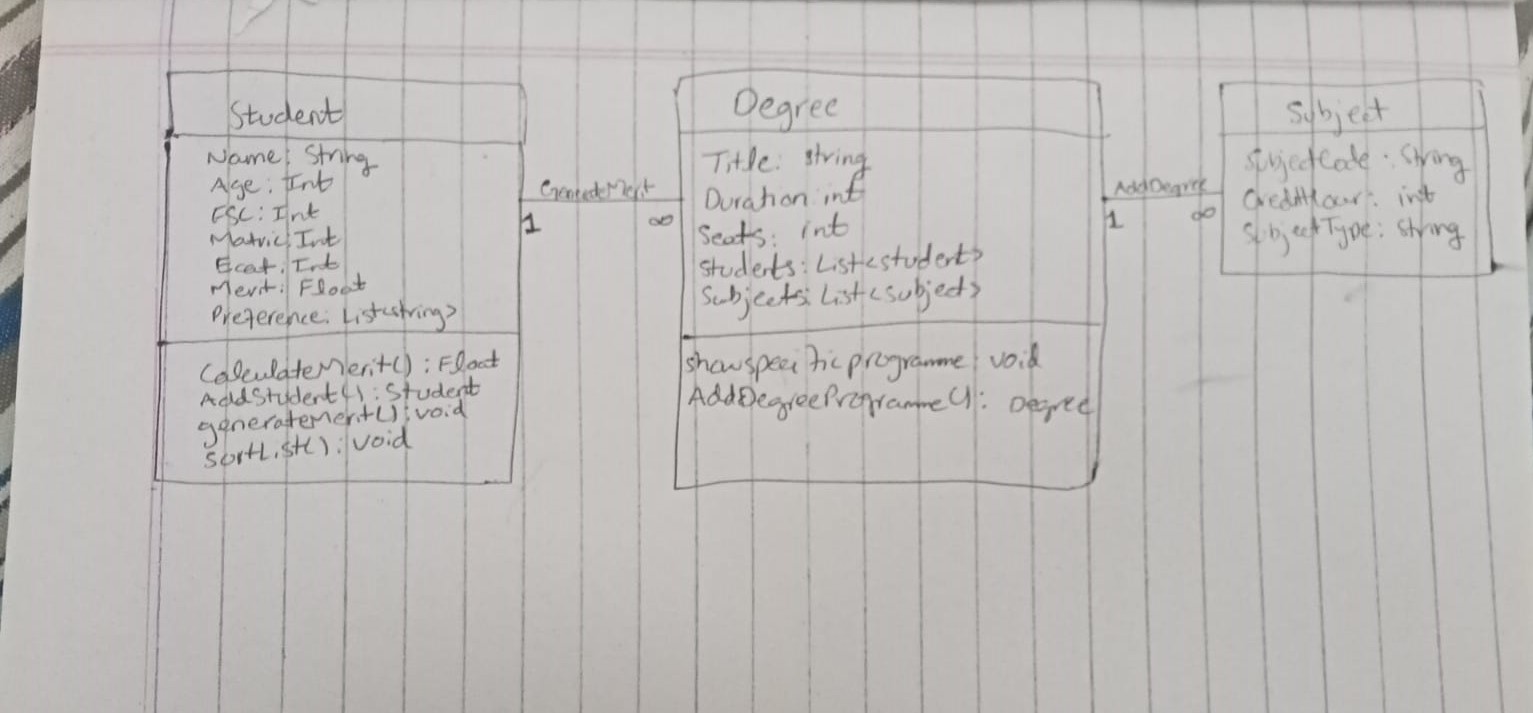 Student
Name: String
Age: Int
FSC: Int
Matric: Int
Ecat: Int
Merit: Float
Preference: List<string>
CalculateMerit(): Float
AddStudent(): Student
generateMerit(): void
SortList(): void
GenerateMerit
1
∞
Degree
Title: string
Duration: int
Seats: int
Students: List<student>
Subjects: List<subject>
showspecificprogramme: void
AddDegreeProgramme(): Degree
AddDegree
1
∞
Subject
SubjectCode: String
CreditHour: int
SubjectType: String